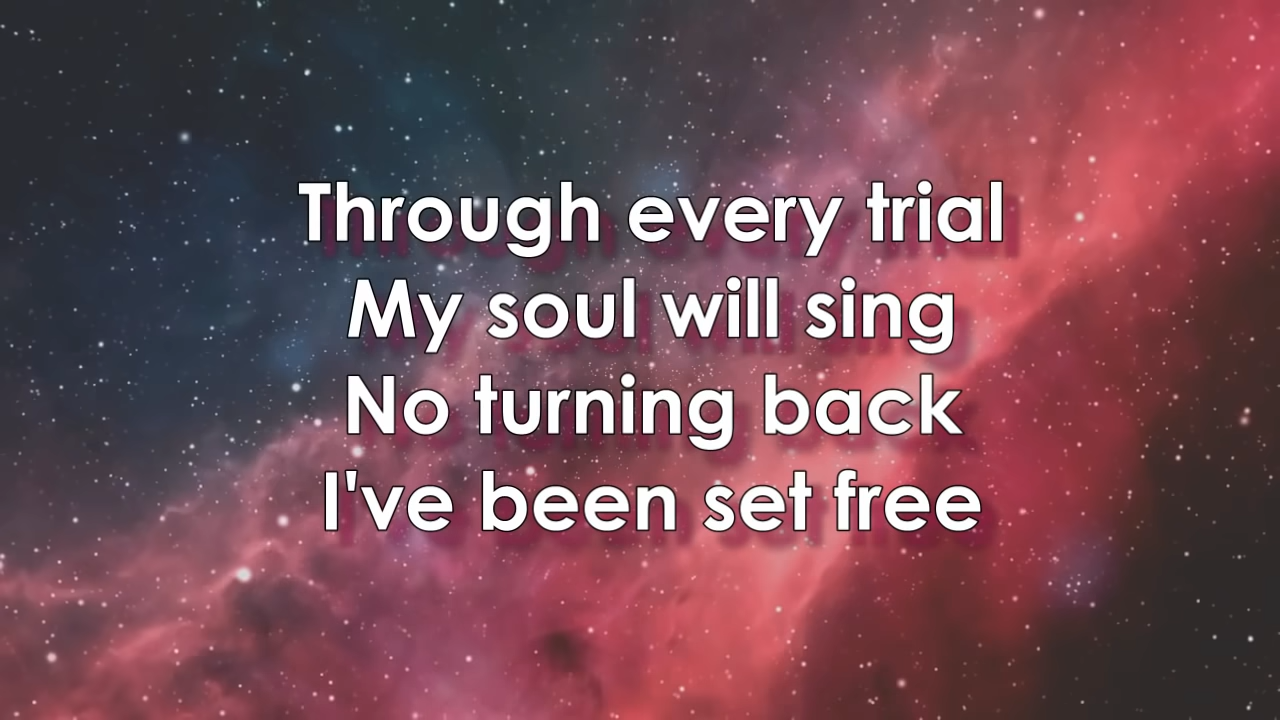 Through every trial
My soul will sing
No turning back
I've been set free